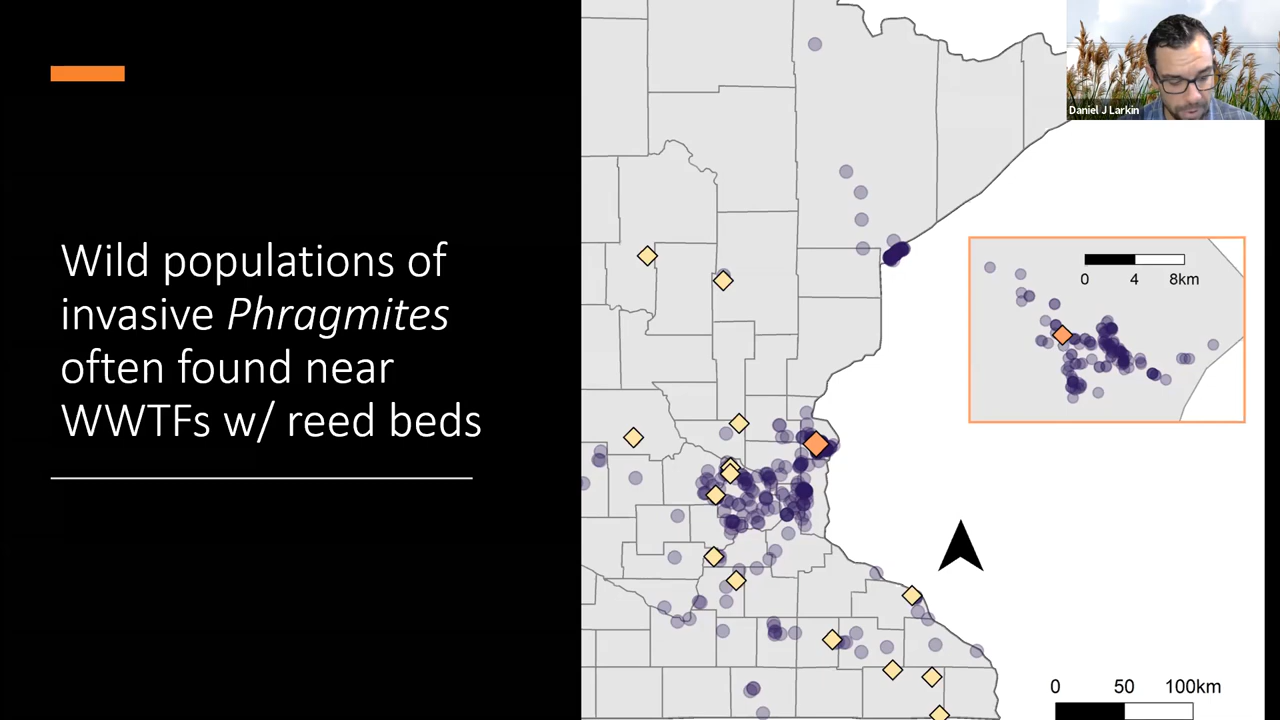 Wild populations of
invasive Phragmites
often found near
WWTFs w/ reed beds
Daniel J Larkin
0 4 8km
0 50 100km